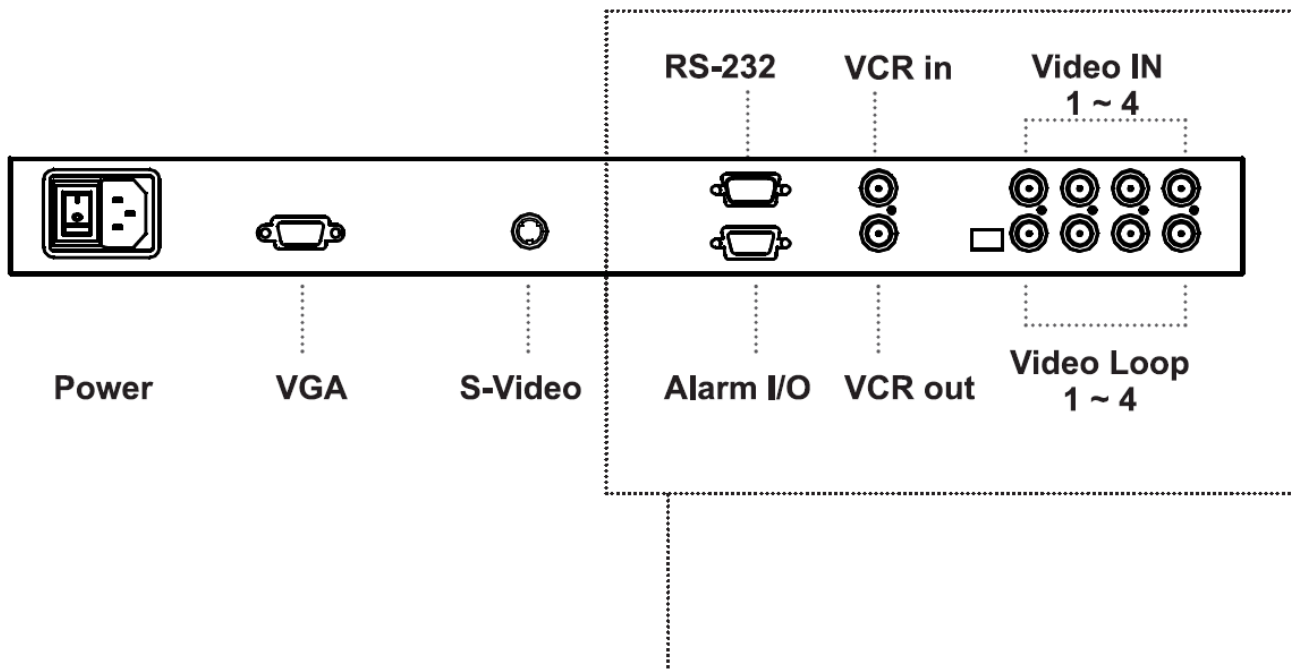 RS-232
VCR in
Video IN
1 ~ 4
Power
VGA
S-Video
Alarm I/O
VCR out
Video Loop
1 ~ 4